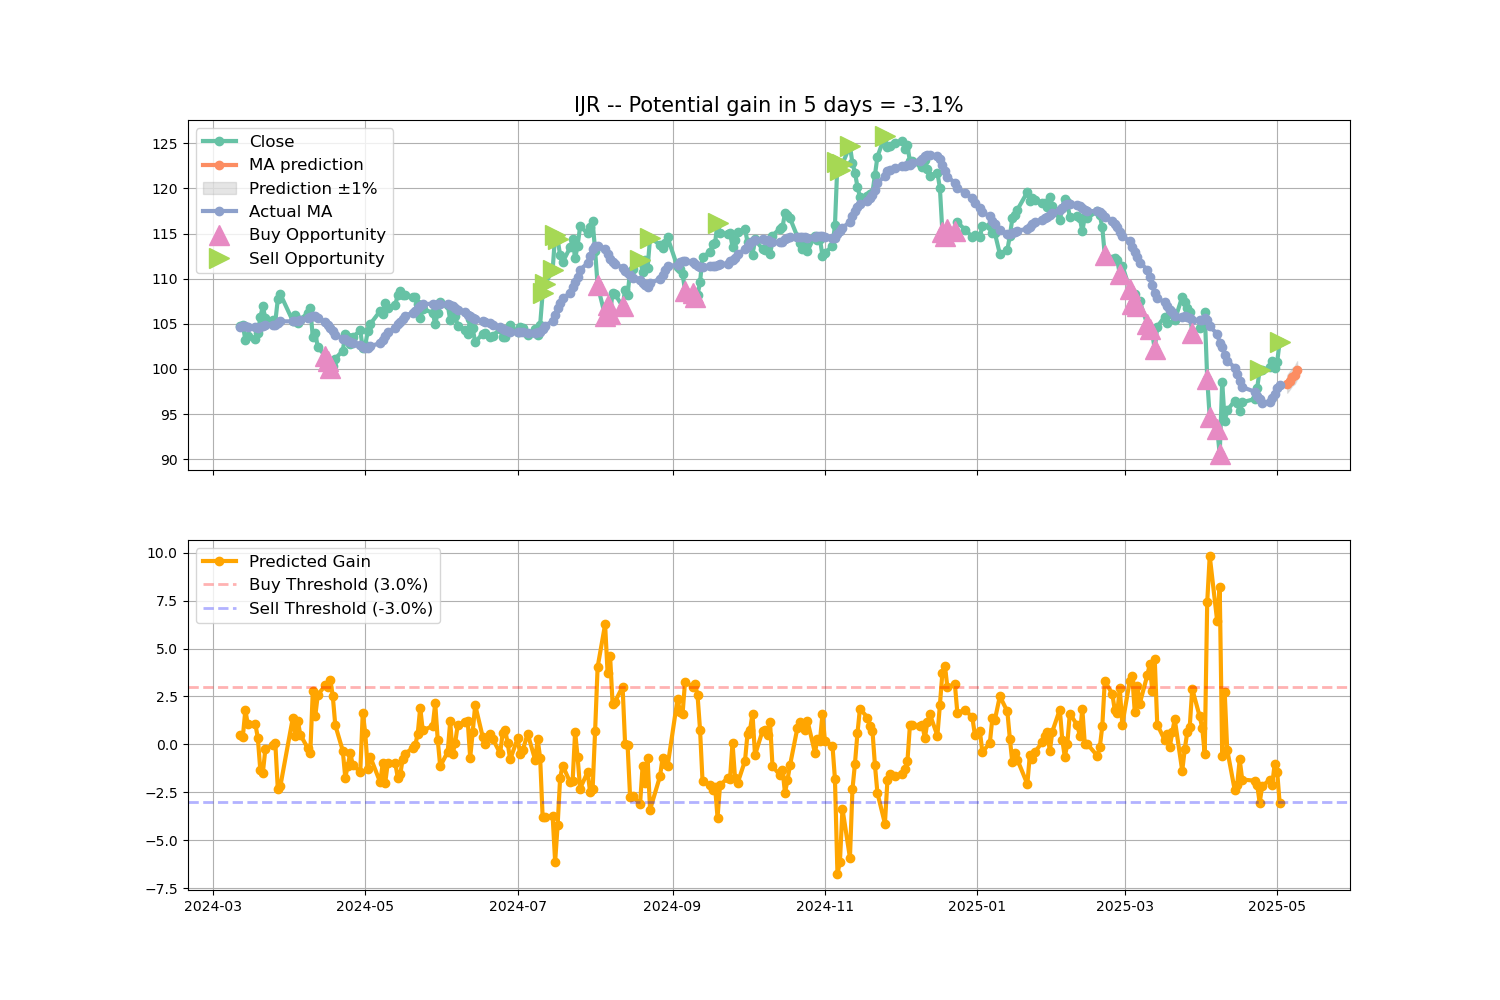 IJR -- Potential gain in 5 days = -3.1%
125
120
115
110
105
100
95
90
Close
MA prediction
Prediction ±1%
Actual MA
Buy Opportunity
Sell Opportunity
10.0
7.5
5.0
2.5
0.0
−2.5
−5.0
−7.5
Predicted Gain
Buy Threshold (3.0%)
Sell Threshold (-3.0%)
2024-03
2024-05
2024-07
2024-09
2024-11
2025-01
2025-03
2025-05